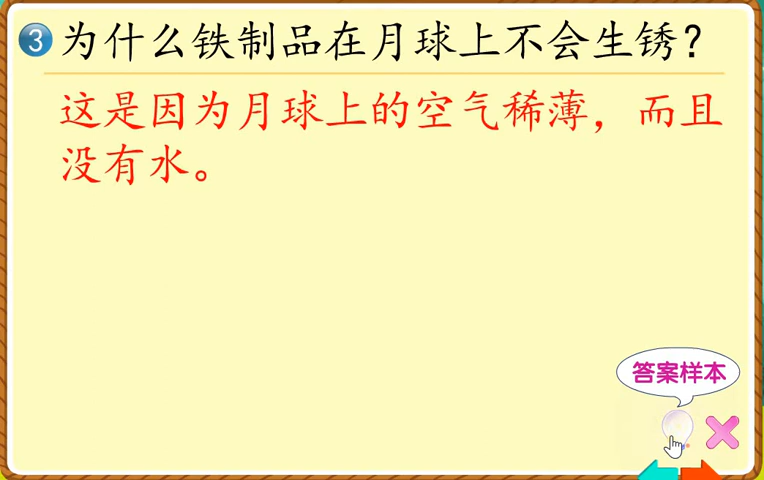 3 为什么铁制品在月球上不会生锈？
这是因为月球上的空气稀薄，而且
没有水。
答案样本